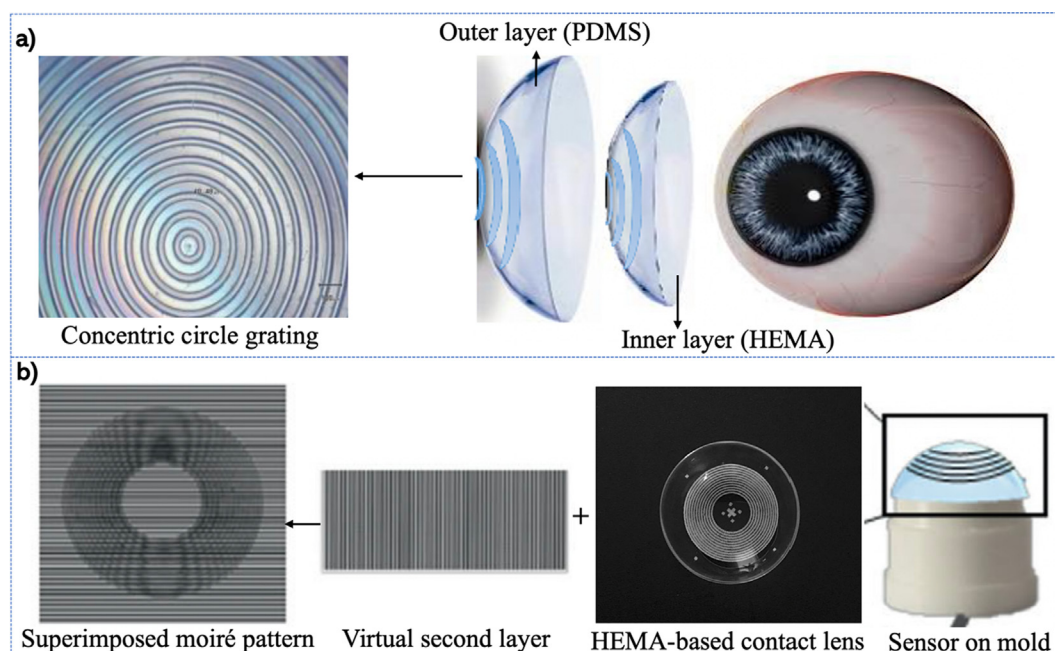 a)
Outer layer (PDMS)
Concentric circle grating
Inner layer (HEMA)
b)
+
Superimposed moiré pattern
Virtual second layer
HEMA-based contact lens
Sensor on mold